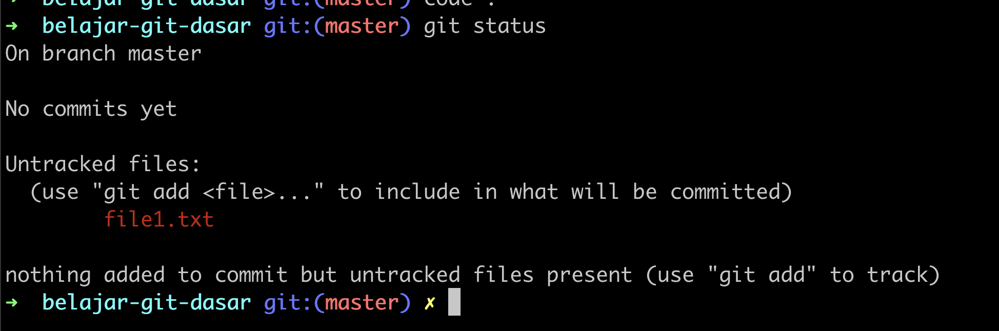 ➜  belajar-git-dasar git:(master) code .
➜  belajar-git-dasar git:(master) git status
On branch master
No commits yet
Untracked files:
  (use "git add <file>..." to include in what will be committed)
        file1.txt
nothing added to commit but untracked files present (use "git add" to track)
➜  belajar-git-dasar git:(master) ✗